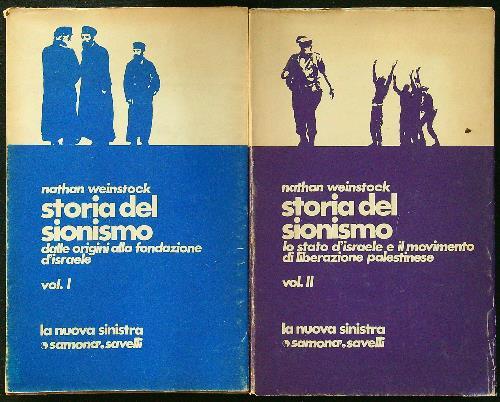 nathan weinstock
storia del
sionismo
dalle origini alla fondazione
d'israele
vol. I
la nuova sinistra
samonà e savelli
nathan weinstock
storia del
sionismo
lo stato d'israele e il movimento
di liberazione palestinese
vol. II
la nuova sinistra
samonà e savelli